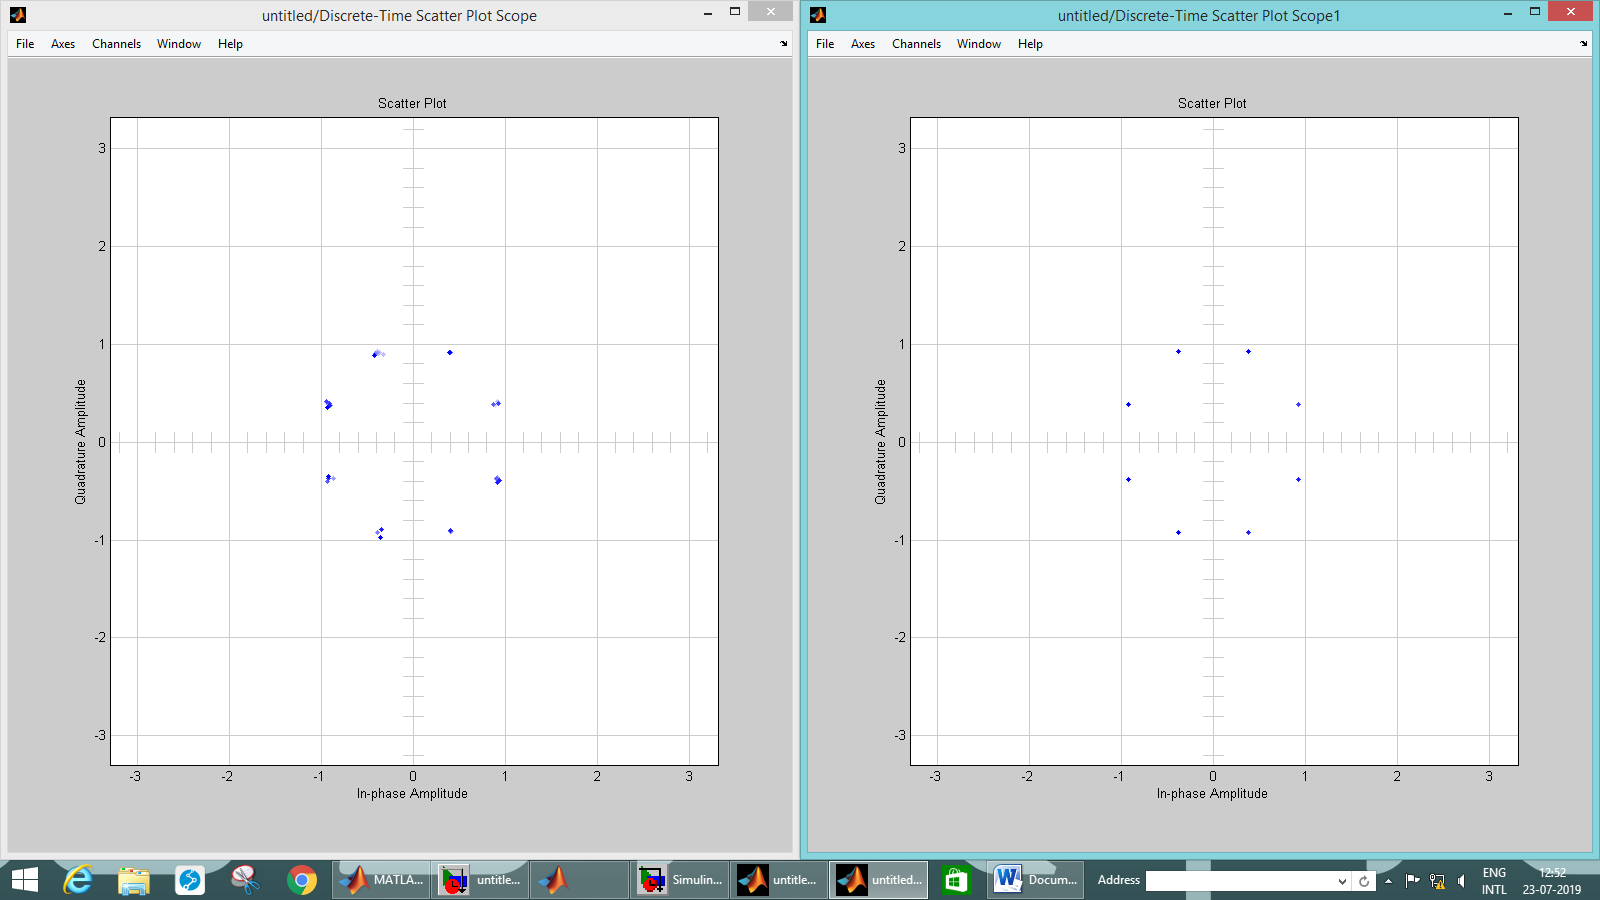 untitled/Discrete-Time Scatter Plot Scope
File Axes Channels Window Help
Scatter Plot
3
2
1
0
-1
-2
-3
Quadrature Amplitude
-3 -2 -1 0 1 2 3
In-phase Amplitude
untitled/Discrete-Time Scatter Plot Scope1
File Axes Channels Window Help
Scatter Plot
3
2
1
0
-1
-2
-3
Quadrature Amplitude
-3 -2 -1 0 1 2 3
In-phase Amplitude
MATLA... untitle... Simulin... untitle... untitled... Docum... Address ENG 12:52
INTL 23-07-2019